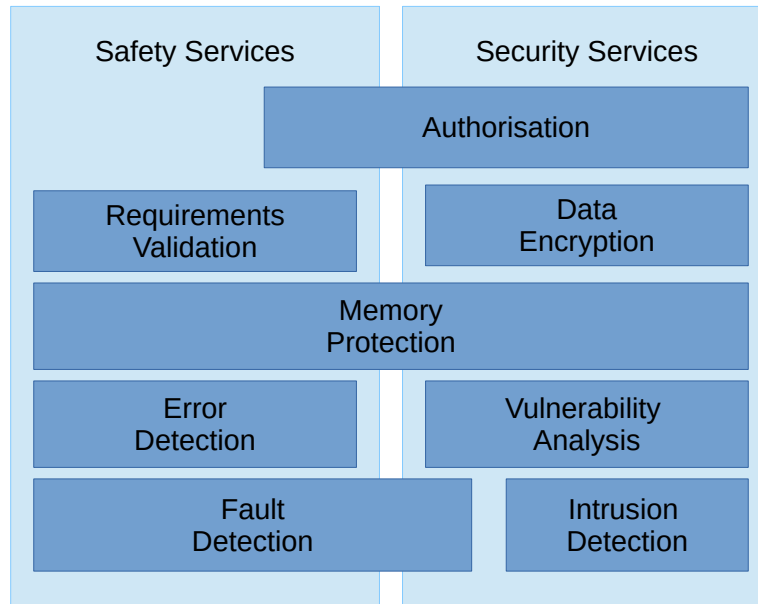 Safety Services
Security Services
Authorisation
Requirements
Validation
Data
Encryption
Memory
Protection
Error
Detection
Vulnerability
Analysis
Fault
Detection
Intrusion
Detection